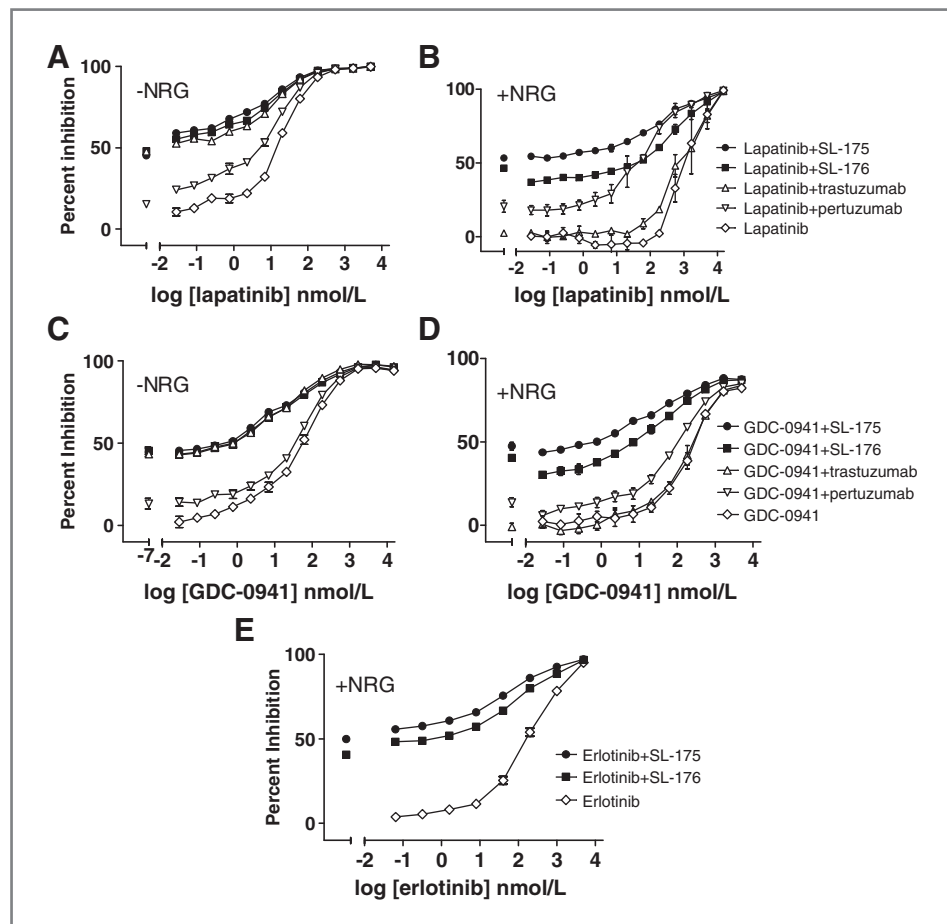 A
-NRG
Percent inhibition
100
50
0
-2 -1 0 1 2 3 4
log [lapatinib] nmol/L
B
+NRG
100
50
0
-2 -1 0 1 2 3 4
log [lapatinib] nmol/L
Lapatinib+SL-175
Lapatinib+SL-176
Lapatinib+trastuzumab
Lapatinib+pertuzumab
Lapatinib
C
-NRG
Percent Inhibition
100
50
0
-7 -2 -1 0 1 2 3 4
log [GDC-0941] nmol/L
D
+NRG
100
50
0
-2 -1 0 1 2 3 4
log [GDC-0941] nmol/L
GDC-0941+SL-175
GDC-0941+SL-176
GDC-0941+trastuzumab
GDC-0941+pertuzumab
GDC-0941
E
+NRG
Percent Inhibition
100
50
0
-2 -1 0 1 2 3 4
log [erlotinib] nmol/L
Erlotinib+SL-175
Erlotinib+SL-176
Erlotinib